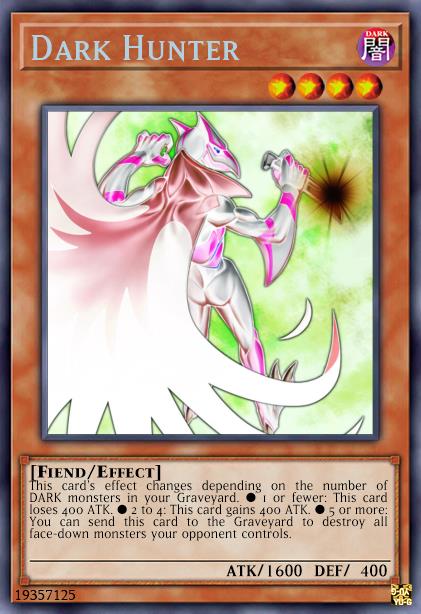 DARK HUNTER
DARK
闇
[FIEND/EFFECT]
This card's effect changes depending on the number of
DARK monsters in your Graveyard. ● 1 or fewer: This card
loses 400 ATK. ● 2 to 4: This card gains 400 ATK. ● 5 or more:
You can send this card to the Graveyard to destroy all
face-down monsters your opponent controls.
ATK/1600 DEF/ 400
19357125